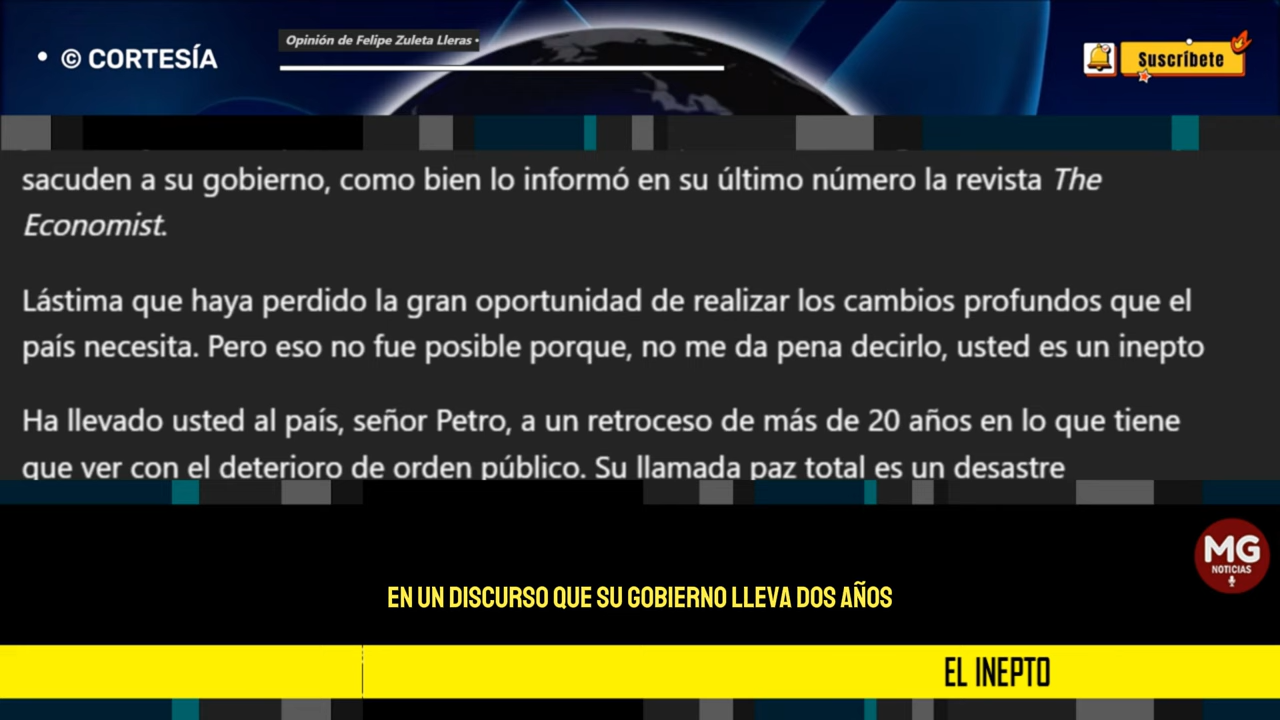 • © CORTESÍA
Opinión de Felipe Zuleta Lleras •
Suscríbete
sacuden a su gobierno, como bien lo informó en su último número la revista The
Economist.
Lástima que haya perdido la gran oportunidad de realizar los cambios profundos que el
país necesita. Pero eso no fue posible porque, no me da pena decirlo, usted es un inepto
Ha llevado usted al país, señor Petro, a un retroceso de más de 20 años en lo que tiene
que ver con el deterioro de orden público. Su llamada paz total es un desastre
MG
NOTICIAS
EN UN DISCURSO QUE SU GOBIERNO LLEVA DOS AÑOS
EL INEPTO